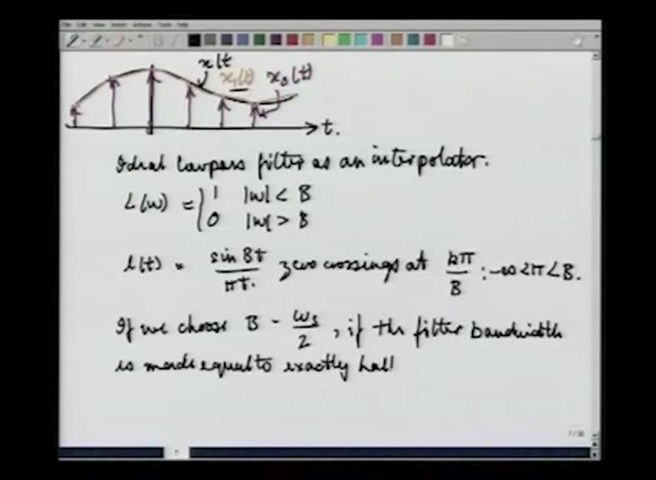 x(t
x₁(t) x₀(t)
t.
Ideal Lowpass filter as an interpolator.
L(w) = { 1 |w| < B
0 |w| > B
l(t) = sin Bt / πt. zero crossings at kπ / B :
If we choose B = ωs / 2 , if the filter bandwidth
is made equal to exactly hal